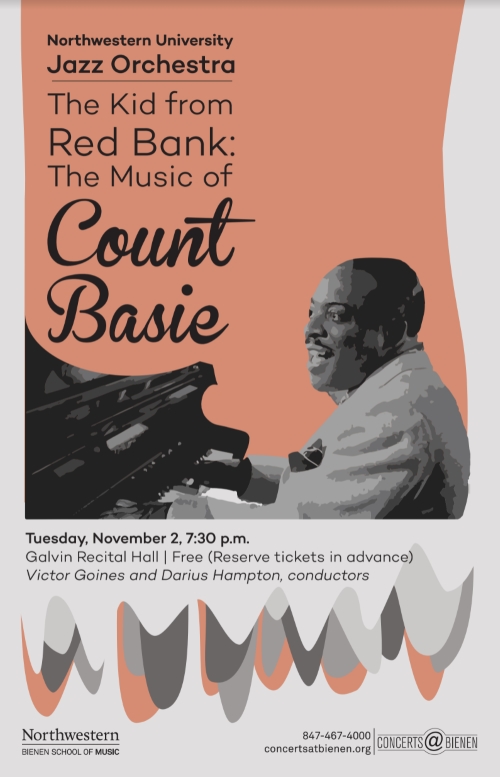 Northwestern University
Jazz Orchestra
The Kid from
Red Bank:
The Music of
Count
Basie
Tuesday, November 2, 7:30 p.m.
Galvin Recital Hall | Free (Reserve tickets in advance)
Victor Goines and Darius Hampton, conductors
Northwestern
BIENEN SCHOOL OF MUSIC
847-467-4000
concertsatbienen.org
CONCERTS@BIENEN